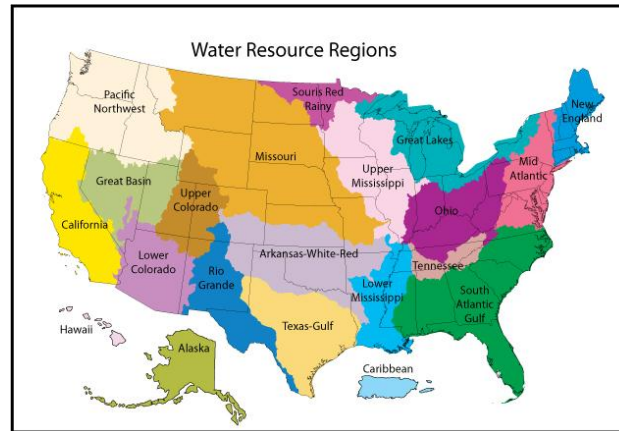 Water Resource Regions
Pacific
Northwest
Souris Red
Rainy
New
England
Great Lakes
Missouri
Upper
Mississippi
Mid
Atlantic
Great Basin
Upper
Colorado
Ohio
California
Lower
Colorado
Arkansas-White-Red
Tennessee
Rio
Grande
Lower
Mississippi
South
Atlantic
Gulf
Texas-Gulf
Hawaii
Alaska
Caribbean